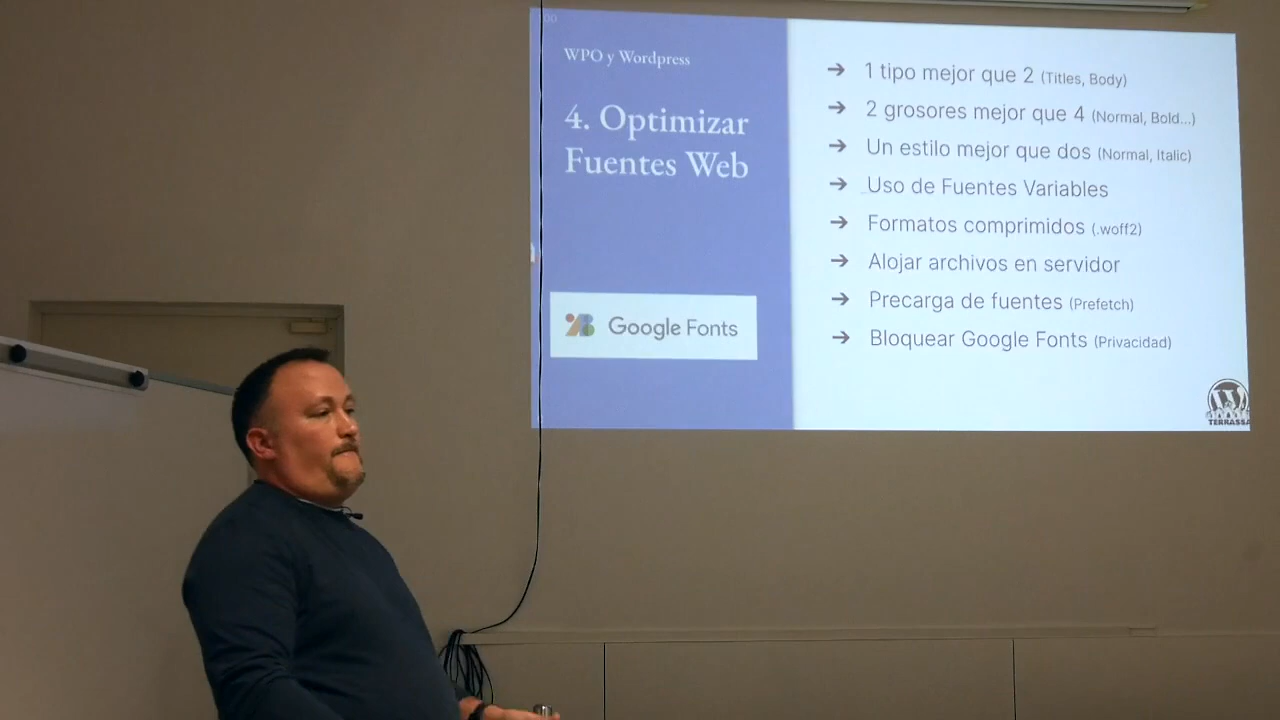 WPO y Wordpress
4. Optimizar
Fuentes Web
Google Fonts
➔ 1 tipo mejor que 2 (Titles, Body)
➔ 2 grosores mejor que 4 (Normal, Bold...)
➔ Un estilo mejor que dos (Normal, Italic)
➔ Uso de Fuentes Variables
➔ Formatos comprimidos (.woff2)
➔ Alojar archivos en servidor
➔ Precarga de fuentes (Prefetch)
➔ Bloquear Google Fonts (Privacidad)
TERRASSA